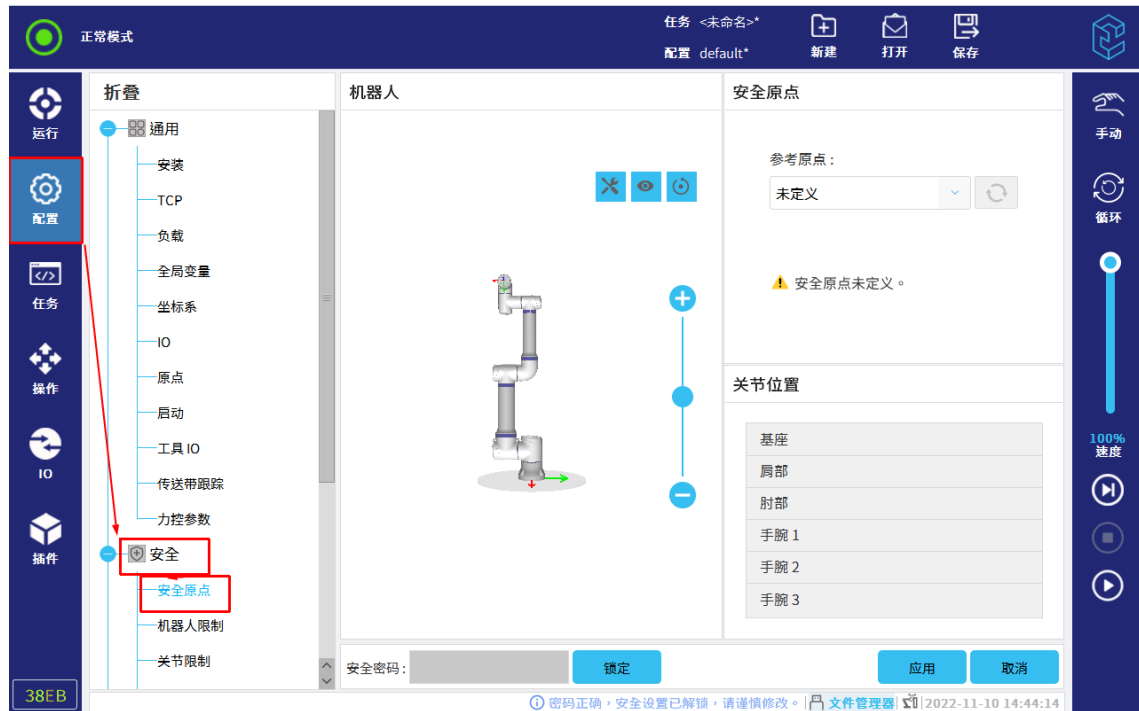 正常模式
任务 <未命名>*
配置 default*
新建
打开
保存
运行
配置
任务
操作
IO
插件
38EB
折叠
通用
安装
TCP
负载
全局变量
坐标系
IO
原点
启动
工具 IO
传送带跟踪
力控参数
安全
安全原点
机器人限制
关节限制
机器人
安全原点
参考原点：
未定义
安全原点未定义。
关节位置
基座
肩部
肘部
手腕 1
手腕 2
手腕 3
安全密码：
锁定
应用
取消
密码正确，安全设置已解锁，请谨慎修改。
文件管理器
2022-11-10 14:44:14
手动
循环
100%
速度